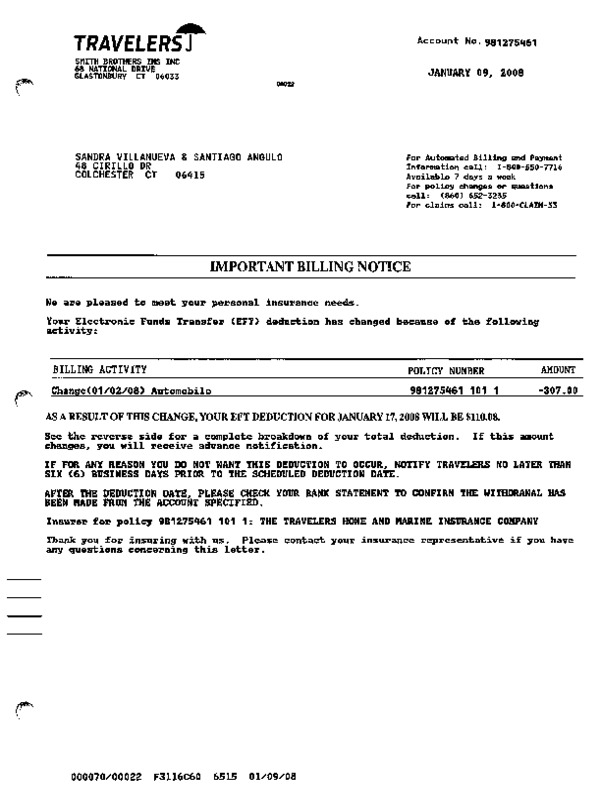 TRAVELERS
SMITH BROTHERS INS INC
68 NATIONAL DRIVE
GLASTONBURY CT 06033
Account No. 981275461
JANUARY 09, 2008
SANDRA VILLANUEVA & SANTIAGO ANGULO
48 CIRILLO DR
COLCHESTER CT 06415
For Automated Billing and Payment
Information call: 1-800-550-7716
Available 7 days a week
For policy changes or questions
call: (860) 652-3235
For claims call: 1-800-CLAIM-33
IMPORTANT BILLING NOTICE
We are pleased to meet your personal insurance needs.
Your Electronic Funds Transfer (EFT) deduction has changed because of the following
activity:
BILLING ACTIVITY POLICY NUMBER AMOUNT
Change(01/02/08) Automobile 981275461 101 1 -307.00
AS A RESULT OF THIS CHANGE, YOUR EFT DEDUCTION FOR JANUARY 17, 2008 WILL BE $110.08.
See the reverse side for a complete breakdown of your total deduction. If this amount
changes, you will receive advance notification.
IF FOR ANY REASON YOU DO NOT WANT THIS DEDUCTION TO OCCUR, NOTIFY TRAVELERS NO LATER THAN
SIX (6) BUSINESS DAYS PRIOR TO THE SCHEDULED DEDUCTION DATE.
AFTER THE DEDUCTION DATE, PLEASE CHECK YOUR BANK STATEMENT TO CONFIRM THE WITHDRAWAL HAS
BEEN MADE FROM THE ACCOUNT SPECIFIED.
Insurer for policy 981275461 101 1: THE TRAVELERS HOME AND MARINE INSURANCE COMPANY
Thank you for insuring with us. Please contact your insurance representative if you have
any questions concerning this letter.
000070/00022 F3116C60 6515 01/09/08